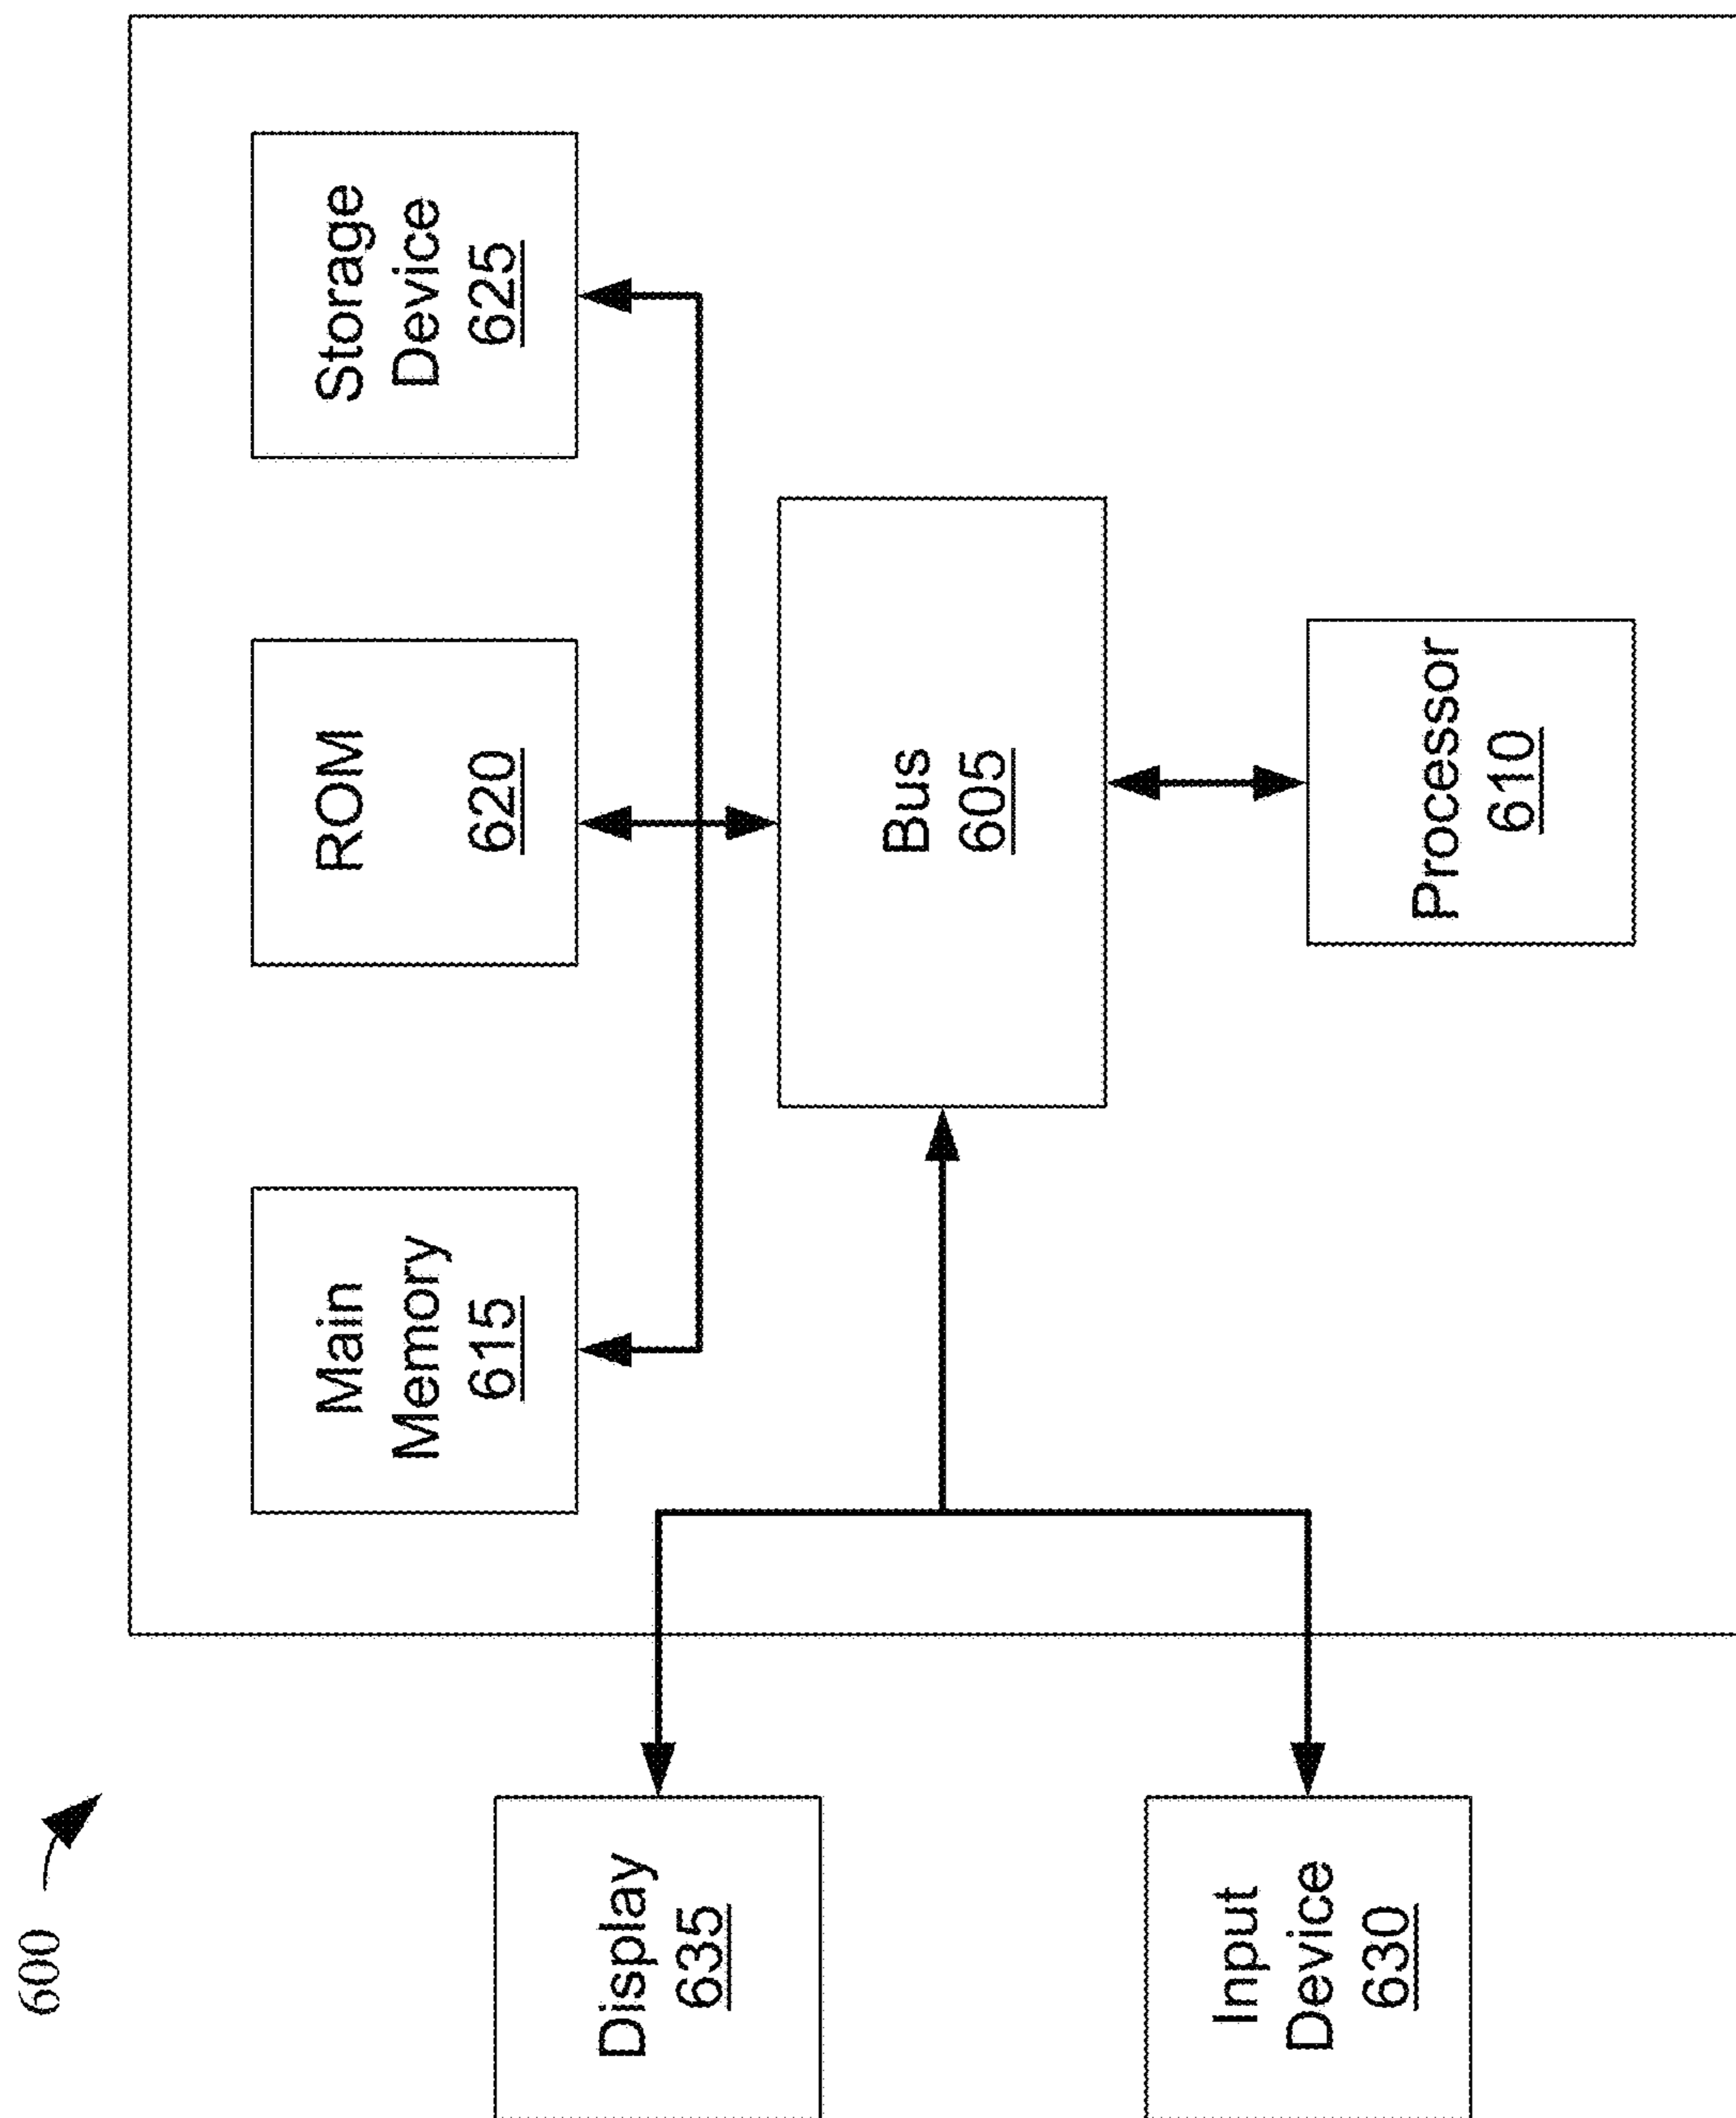 600
Main
Memory
615
ROM
620
Storage
Device
625
Display
635
Bus
605
Input
Device
630
Processor
610